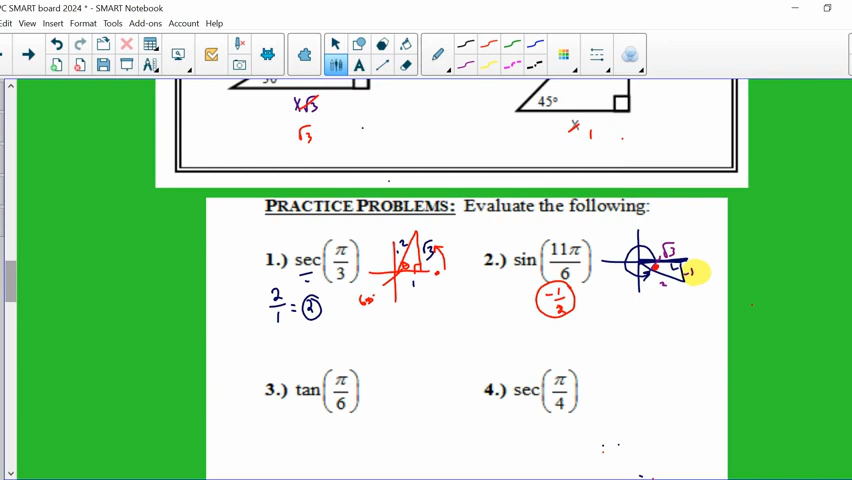 PC SMART board 2024 * - SMART Notebook
Edit View Insert Format Tools Add-ons Account Help
x√3
√3
45°
x 1
PRACTICE PROBLEMS: Evaluate the following:
1.) sec(π/3)
2 √3
1
60°
2/1 = 2
2.) sin(11π/6)
√3
-1
2
-1/2
3.) tan(π/6)
4.) sec(π/4)